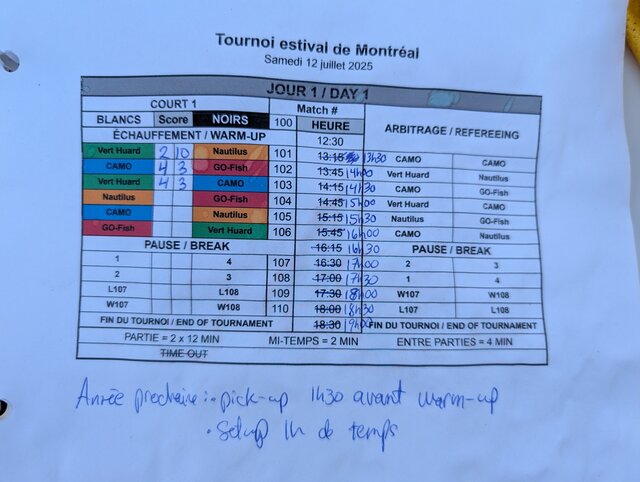 Tournoi estival de Montréal
Samedi 12 juillet 2025
JOUR 1 / DAY 1
COURT 1 Match # ARBITRAGE / REFEREEING
BLANCS Score NOIRS 100 HEURE
ÉCHAUFFEMENT / WARM-UP 12:30
Vert Huard 2 10 Nautilus 101 13:15 13h30 CAMO CAMO
CAMO 4 3 GO-Fish 102 13:45 14h00 Vert Huard Nautilus
Vert Huard 4 3 CAMO 103 14:15 14h30 CAMO GO-Fish
Nautilus GO-Fish 104 14:45 15h00 Vert Huard CAMO
CAMO Nautilus 105 15:15 15h30 Nautilus GO-Fish
GO-Fish Vert Huard 106 15:45 16h00 CAMO Nautilus
PAUSE / BREAK 16:15 16h30 PAUSE / BREAK
1 4 107 16:30 17h00 2 3
2 3 108 17:00 17h30 1 4
L107 L108 109 17:30 18h00 W107 W108
W107 W108 110 18:00 18h30 L107 L108
FIN DU TOURNOI / END OF TOURNAMENT 18:30 19h00 FIN DU TOURNOI / END OF TOURNAMENT
PARTIE = 2 x 12 MIN MI-TEMPS = 2 MIN ENTRE PARTIES = 4 MIN
TIME OUT
Année prochaine : • pick-up 1h30 avant warm-up
• Setup 1h de temps